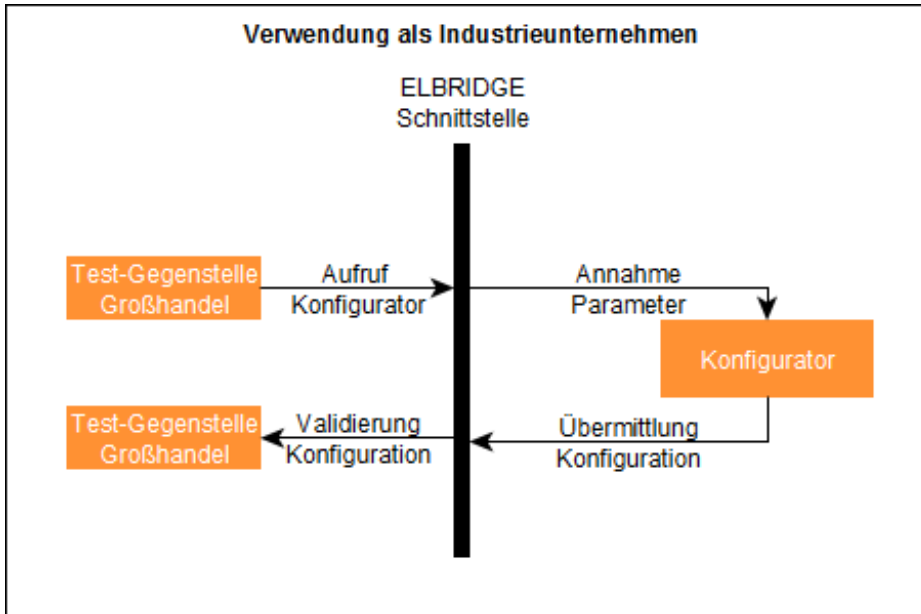 Verwendung als Industrieunternehmen
ELBRIDGE
Schnittstelle
Test-Gegenstelle
Großhandel
Aufruf
Konfigurator
Annahme
Parameter
Konfigurator
Test-Gegenstelle
Großhandel
Validierung
Konfiguration
Übermittlung
Konfiguration